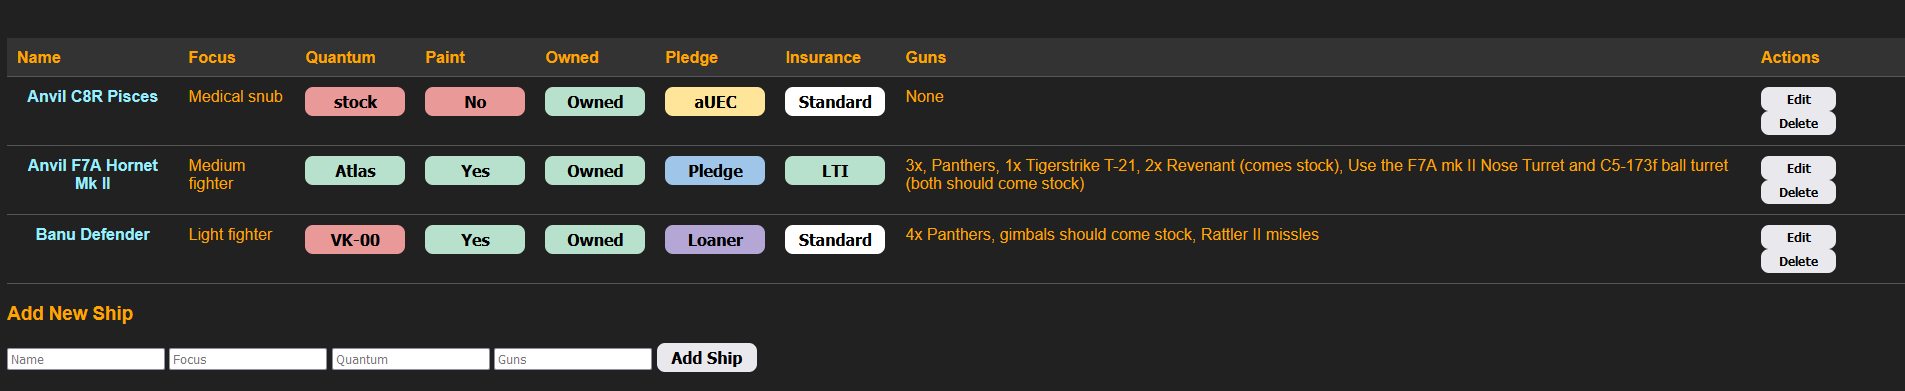 Name Focus Quantum Paint Owned Pledge Insurance Guns Actions
Anvil C8R Pisces Medical snub stock No Owned aUEC Standard None Edit
Delete
Anvil F7A Hornet Medium Atlas Yes Owned Pledge LTI 3x, Panthers, 1x Tigerstrike T-21, 2x Revenant (comes stock), Use the F7A mk II Nose Turret and C5-173f ball turret Edit
Mk II fighter (both should come stock) Delete
Banu Defender Light fighter VK-00 Yes Owned Loaner Standard 4x Panthers, gimbals should come stock, Rattler II missles Edit
Delete
Add New Ship
Name Focus Quantum Guns Add Ship